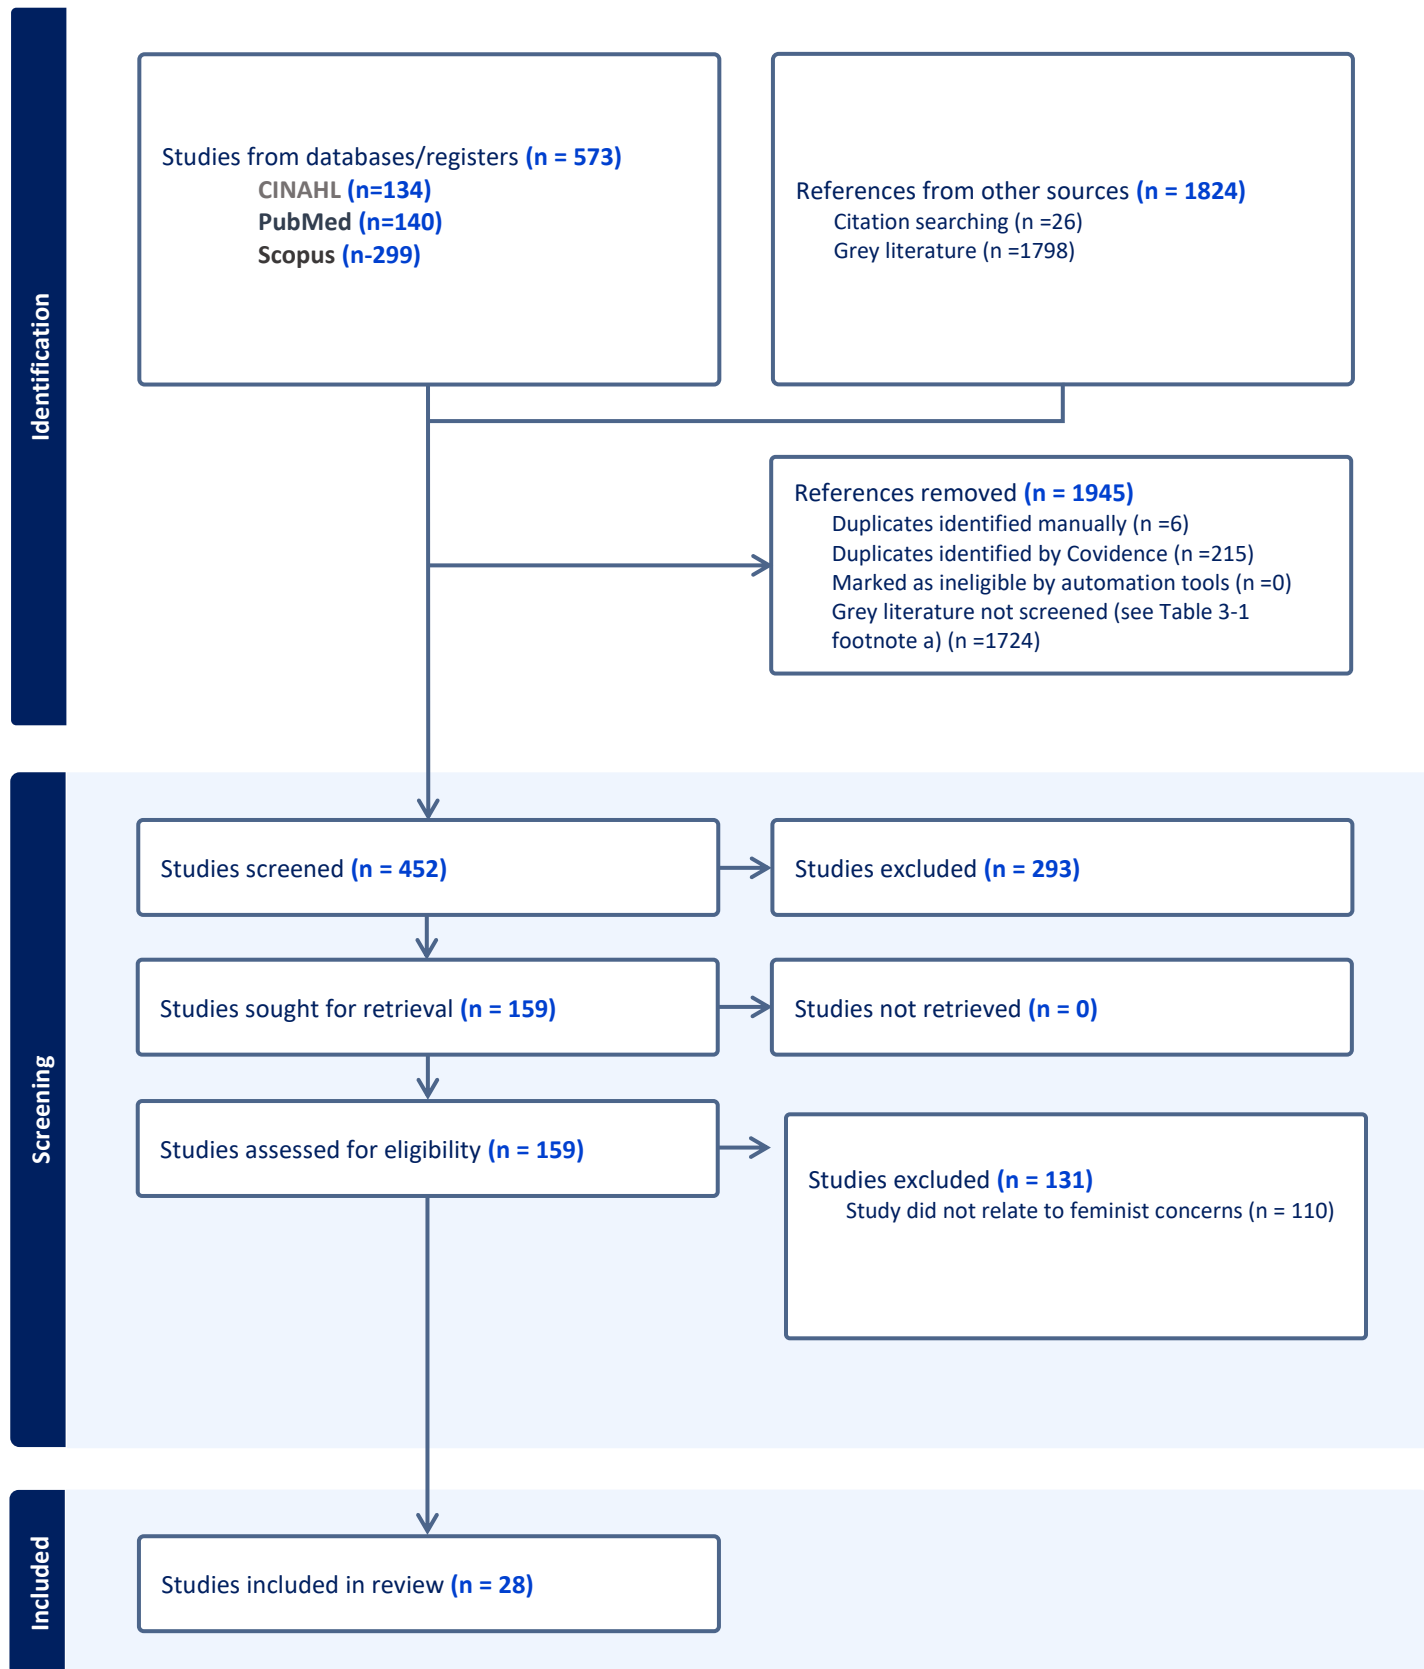 Identification
Studies from databases/registers (n = 573)
CINAHL (n=134)
PubMed (n=140)
Scopus (n-299)
References from other sources (n = 1824)
Citation searching (n =26)
Grey literature (n =1798)
References removed (n = 1945)
Duplicates identified manually (n =6)
Duplicates identified by Covidence (n =215)
Marked as ineligible by automation tools (n =0)
Grey literature not screened (see Table 3-1
footnote a) (n =1724)
Screening
Studies screened (n = 452)
Studies excluded (n = 293)
Studies sought for retrieval (n = 159)
Studies not retrieved (n = 0)
Studies assessed for eligibility (n = 159)
Studies excluded (n = 131)
Study did not relate to feminist concerns (n = 110)
Included
Studies included in review (n = 28)